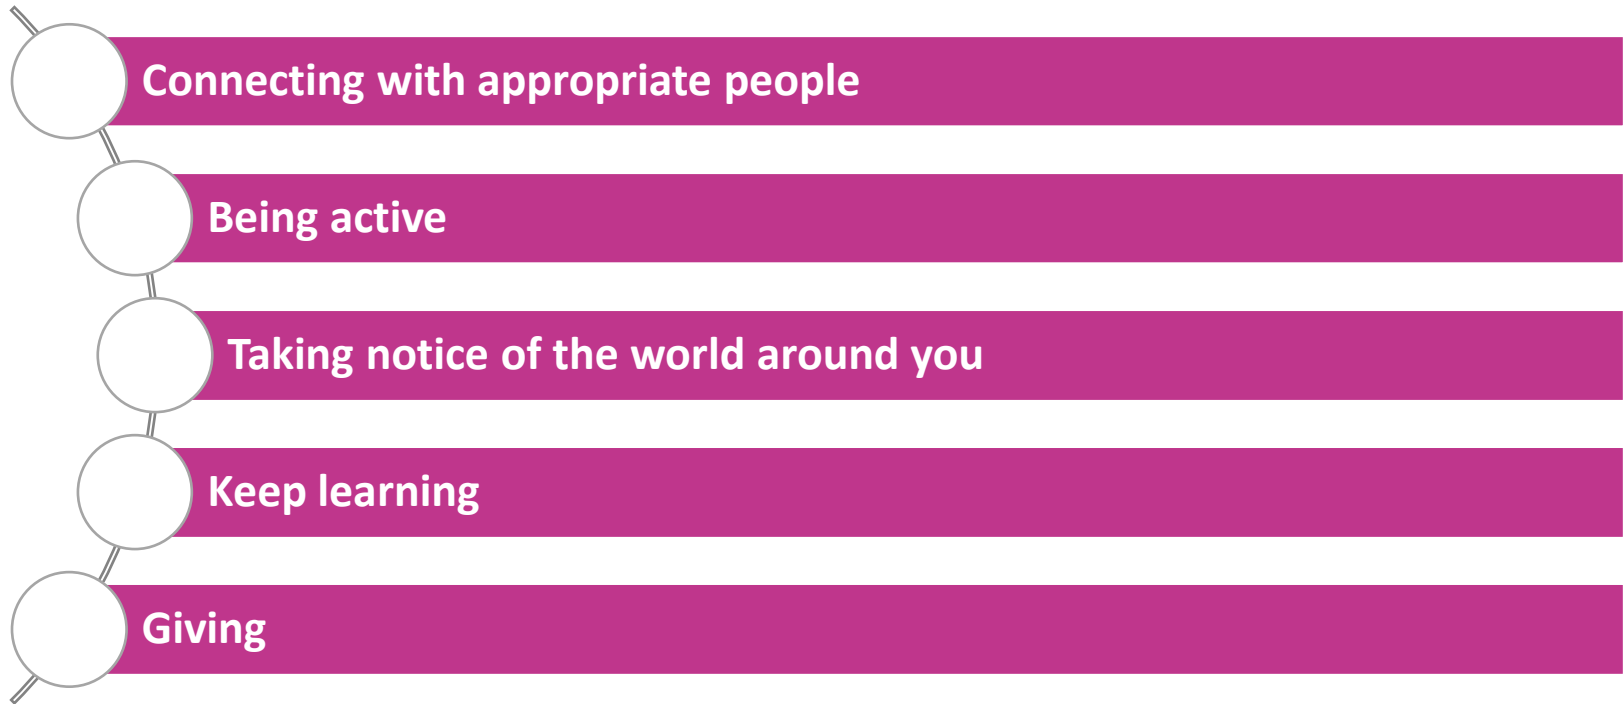 Connecting with appropriate people
Being active
Taking notice of the world around you
Keep learning
Giving